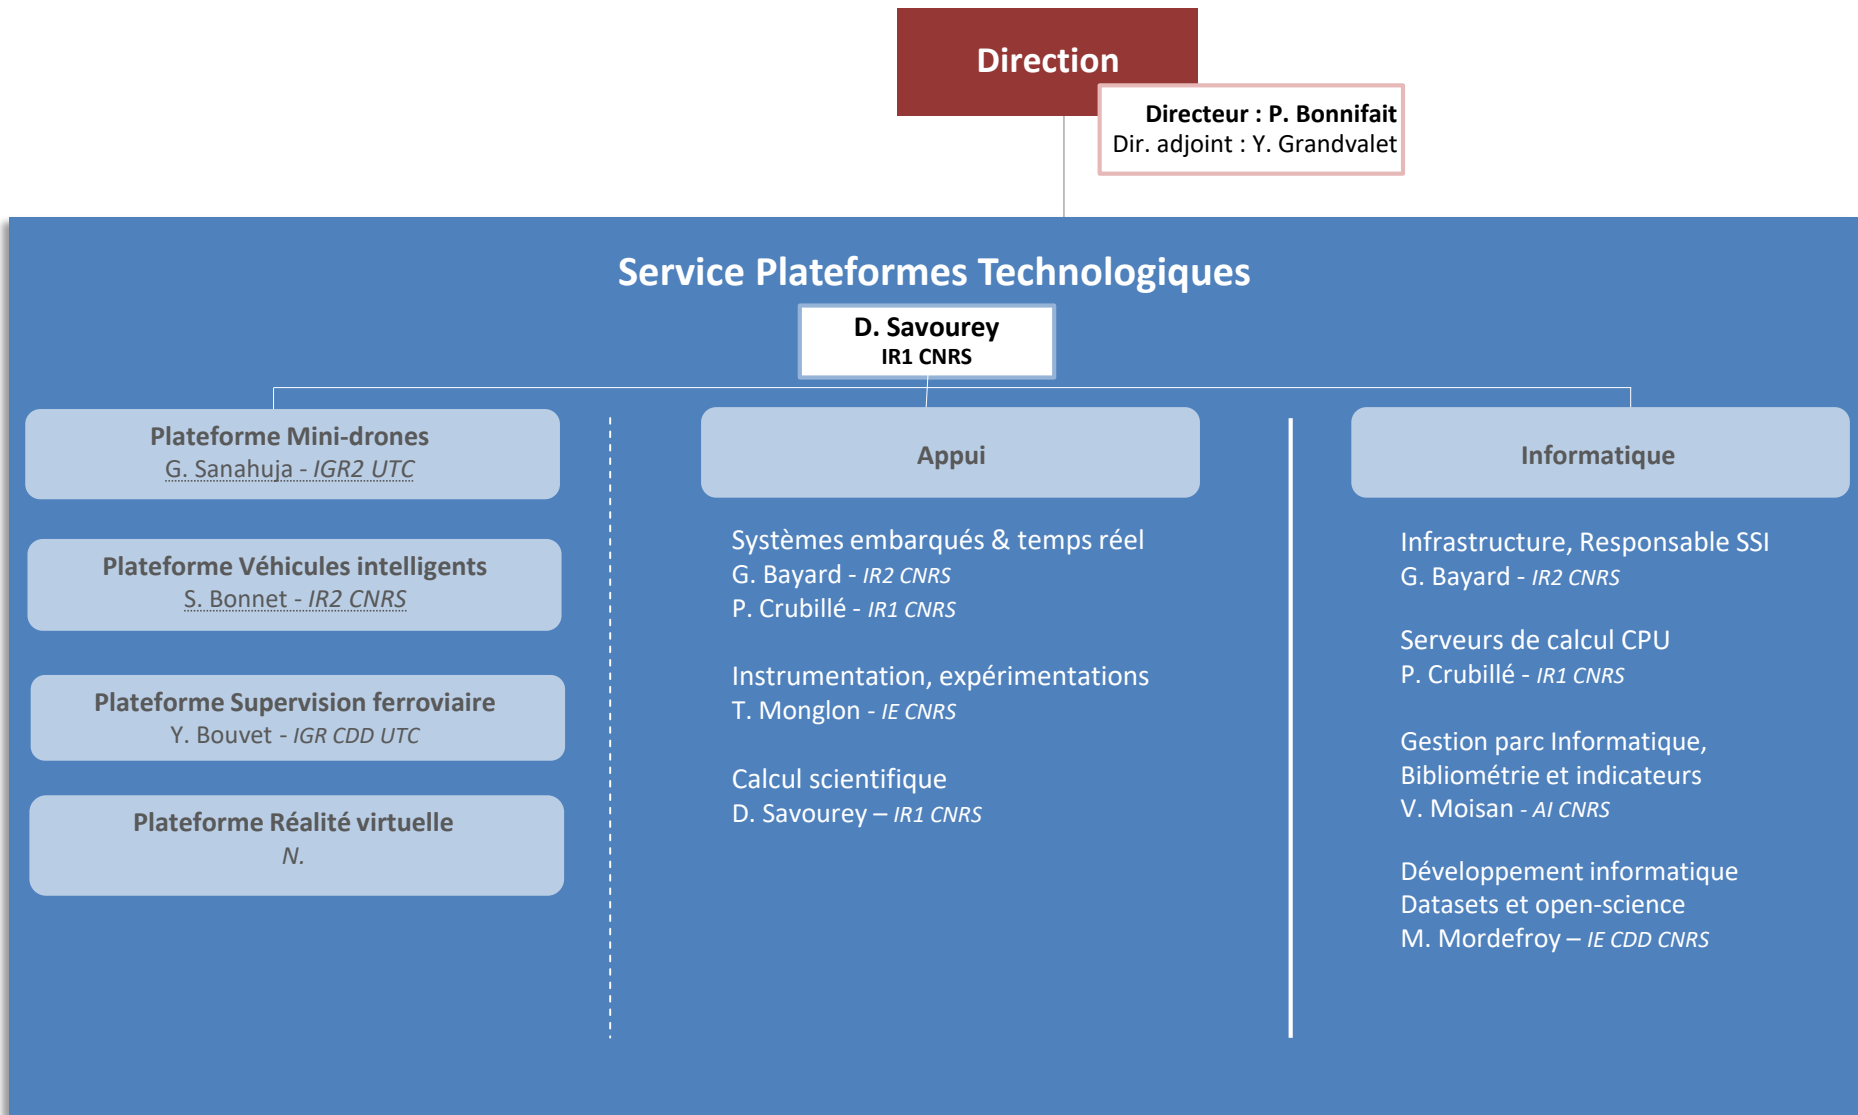 Direction
Directeur : P. Bonnifait
Dir. adjoint : Y. Grandvalet
Service Plateformes Technologiques
D. Savourey
IR1 CNRS
Plateforme Mini-drones
G. Sanahuja - IGR2 UTC
Plateforme Véhicules intelligents
S. Bonnet - IR2 CNRS
Plateforme Supervision ferroviaire
Y. Bouvet - IGR CDD UTC
Plateforme Réalité virtuelle
N.
Appui
Systèmes embarqués & temps réel
G. Bayard - IR2 CNRS
P. Crubillé - IR1 CNRS
Instrumentation, expérimentations
T. Monglon - IE CNRS
Calcul scientifique
D. Savourey – IR1 CNRS
Informatique
Infrastructure, Responsable SSI
G. Bayard - IR2 CNRS
Serveurs de calcul CPU
P. Crubillé - IR1 CNRS
Gestion parc Informatique,
Bibliométrie et indicateurs
V. Moisan - AI CNRS
Développement informatique
Datasets et open-science
M. Mordefroy – IE CDD CNRS